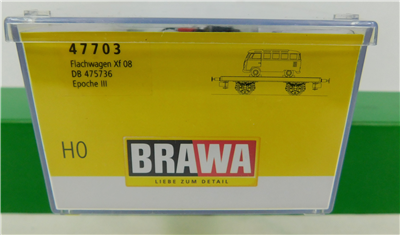 47703
Flachwagen Xf 08
DB 475736
Epoche III
H0
BRAWA
LIEBE ZUM DETAIL